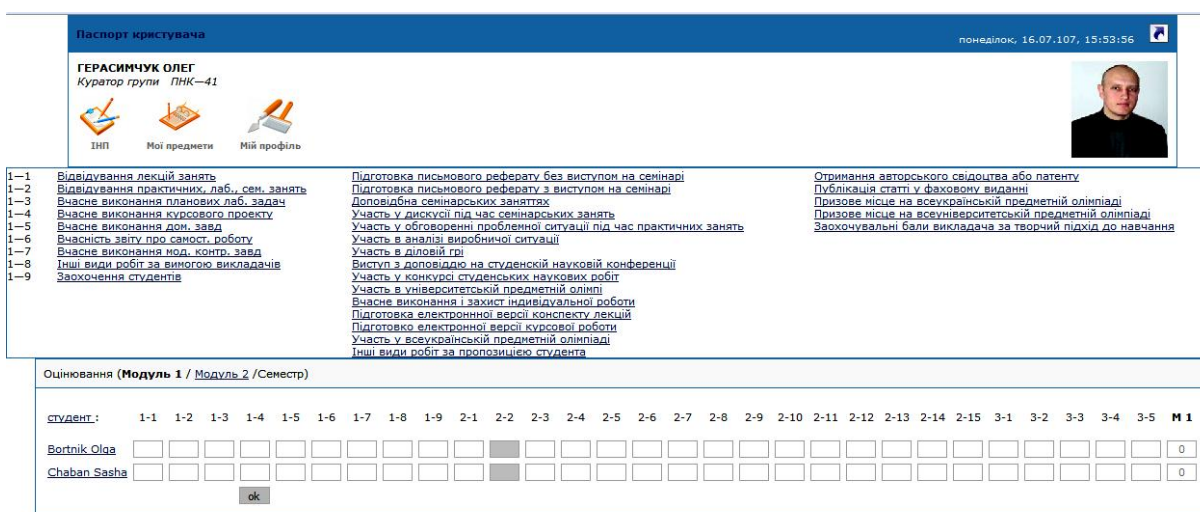 Паспорт кристувача
понеділок, 16.07.107, 15:53:56
ГЕРАСИМЧУК ОЛЕГ
Куратор групи ПНК—41
ІНП Мої предмети Мій профіль
1—1 Відвідування лекцій занять
1—2 Відвідування практичних, лаб., сем. занять
1—3 Вчасне виконання планових лаб. задач
1—4 Вчасне виконання курсового проекту
1—5 Вчасне виконання дом. завд
1—6 Вчасність звіту про самост. роботу
1—7 Вчасне виконання мод. контр. завд
1—8 Інші види робіт за вимогою викладачів
1—9 Заохочення студентів
Підготовка письмового реферату без виступом на семінарі
Підготовка письмового реферату з виступом на семінарі
Доповідбна семінарських заняттях
Участь у дискусії під час семінарських занять
Участь у обговоренні проблемної ситуації під час практичних занять
Участь в аналізі виробничої ситуації
Участь в діловій грі
Виступ з доповіддю на студенскій науковій конференції
Участь у конкурсі студенських наукових робіт
Участь в університетській предметній олімпі
Вчасне виконання і захист індивідуальної роботи
Підготовка електроннної версії конспекту лекцій
Підготовко електронної версії курсової роботи
Участь у всеукраїнській предметній олімпіаді
Інші види робіт за пропозицією студента
Отримання авторського свідоцтва або патенту
Публікація статті у фаховому виданні
Призове місце на всеукраїнській предметній олімпіаді
Призове місце на всеуніверситетській предметній олімпіаді
Заохочувальні бали викладача за творчий підхід до навчання
Оцінювання (Модуль 1 / Модуль 2 /Семестр)
студент : 1-1 1-2 1-3 1-4 1-5 1-6 1-7 1-8 1-9 2-1 2-2 2-3 2-4 2-5 2-6 2-7 2-8 2-9 2-10 2-11 2-12 2-13 2-14 2-15 3-1 3-2 3-3 3-4 3-5 М 1
Bortnik Olga 0
Chaban Sasha 0
ok